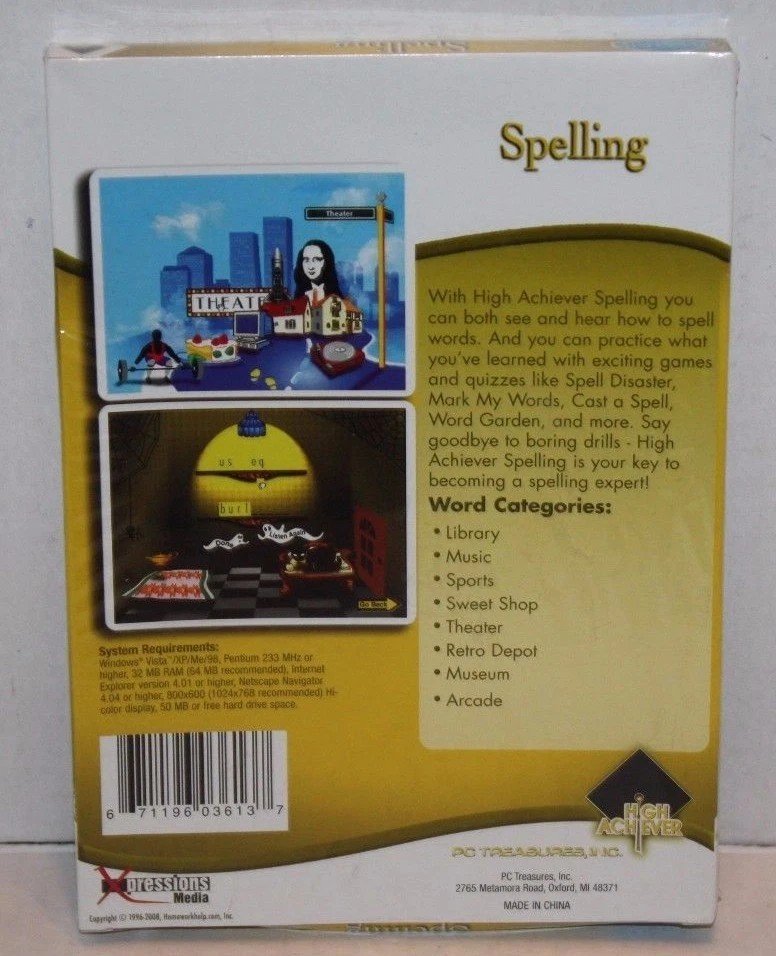 Spelling
Spelling
Theater
THEATE
With High Achiever Spelling you
can both see and hear how to spell
words. And you can practice what
you've learned with exciting games
and quizzes like Spell Disaster,
Mark My Words, Cast a Spell,
Word Garden, and more. Say
goodbye to boring drills - High
Achiever Spelling is your key to
becoming a spelling expert!
us
burl
Done
Listen Again
Go Back
Word Categories:
• Library
• Music
• Sports
• Sweet Shop
• Theater
• Retro Depot
• Museum
• Arcade
System Requirements:
Windows® Vista™/XP/Me/98, Pentium 233 MHz or
higher, 32 MB RAM (64 MB recommended), Internet
Explorer version 4.01 or higher, Netscape Navigator
4.04 or higher, 800x600 (1024x768 recommended) Hi-
color display, 50 MB or free hard drive space.
6 71196 03613 7
HIGH
ACHIEVER
PC TREASURES, INC.
Xpressions
Media
PC Treasures, Inc.
2765 Metamora Road, Oxford, MI 48371
MADE IN CHINA
Copyright © 1996-2008, Homeworkhelp.com, Inc.
Spelling